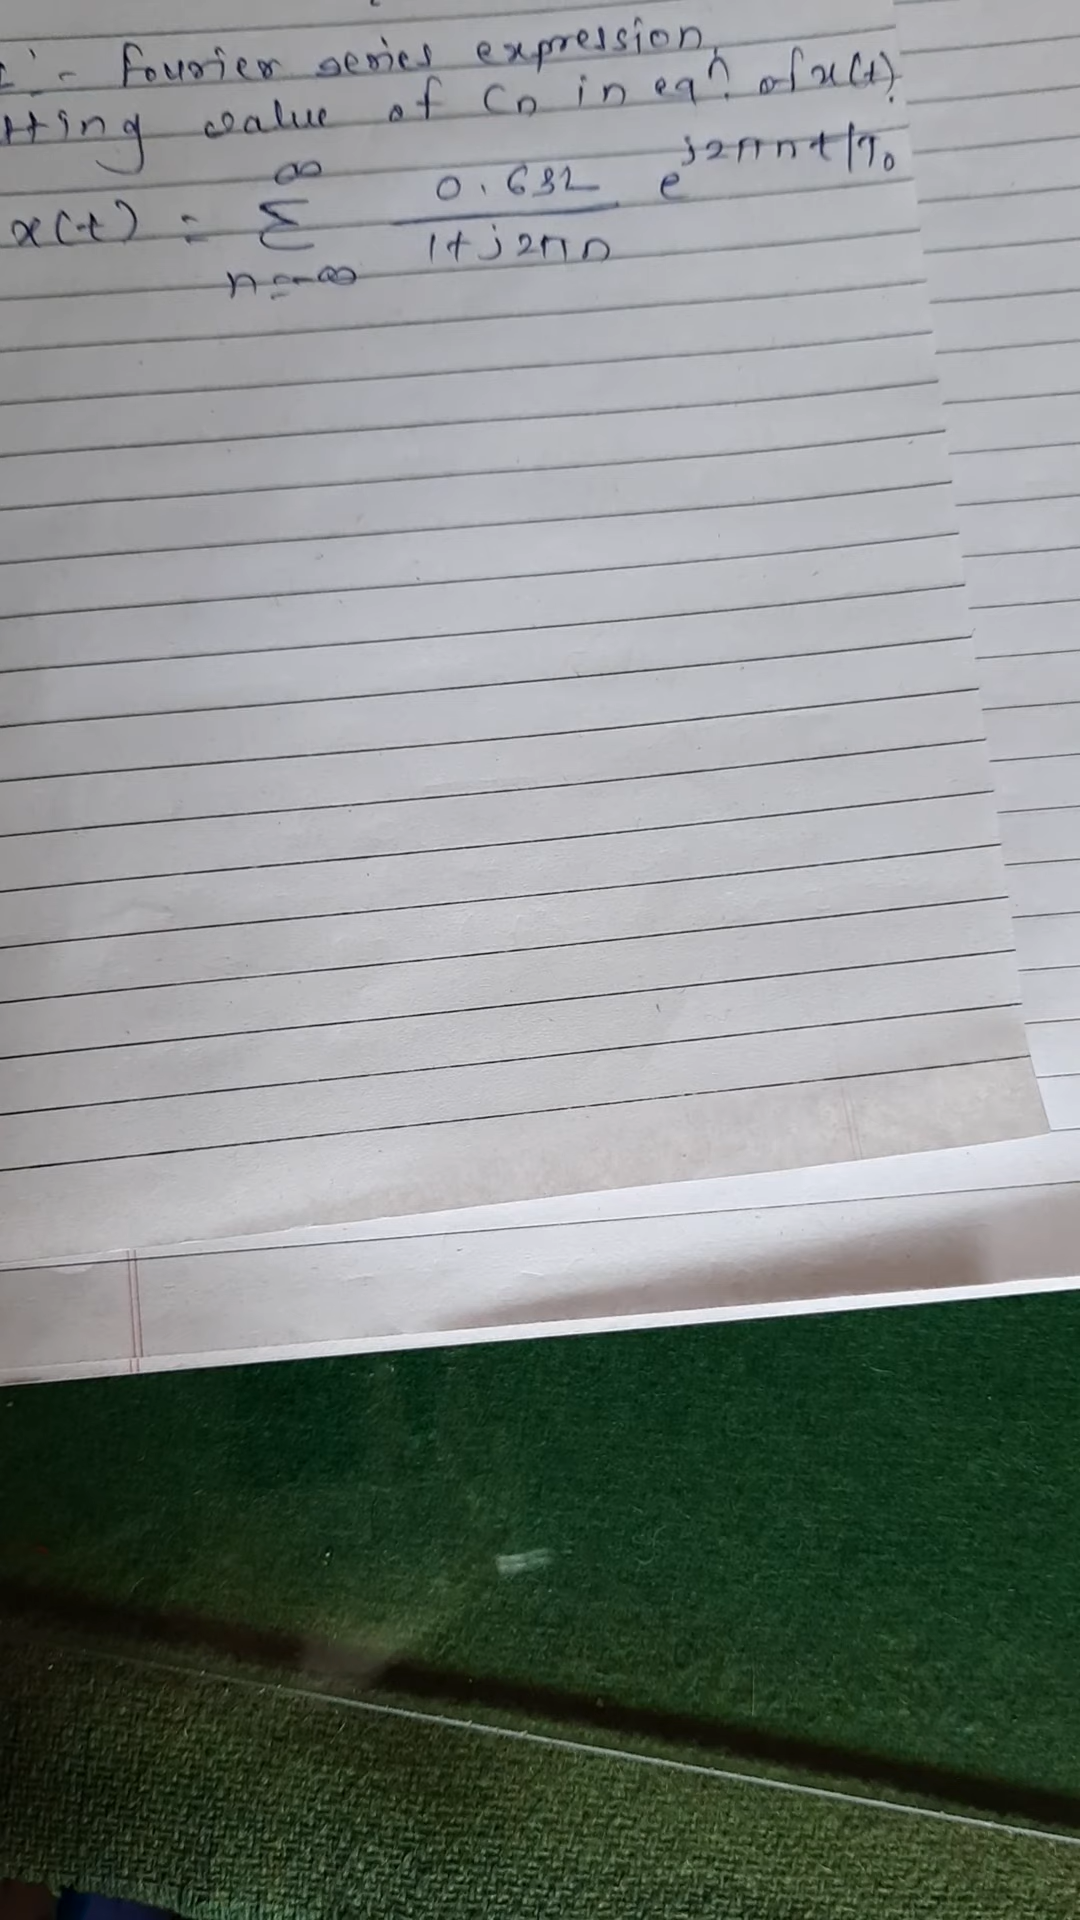 :- Fourier series expression,
tting value of Cn in eqn. of x(t).
x(t) = ∞ Σ n=-∞ 0.632 / 1+j2πn e^j2πnt/T₀